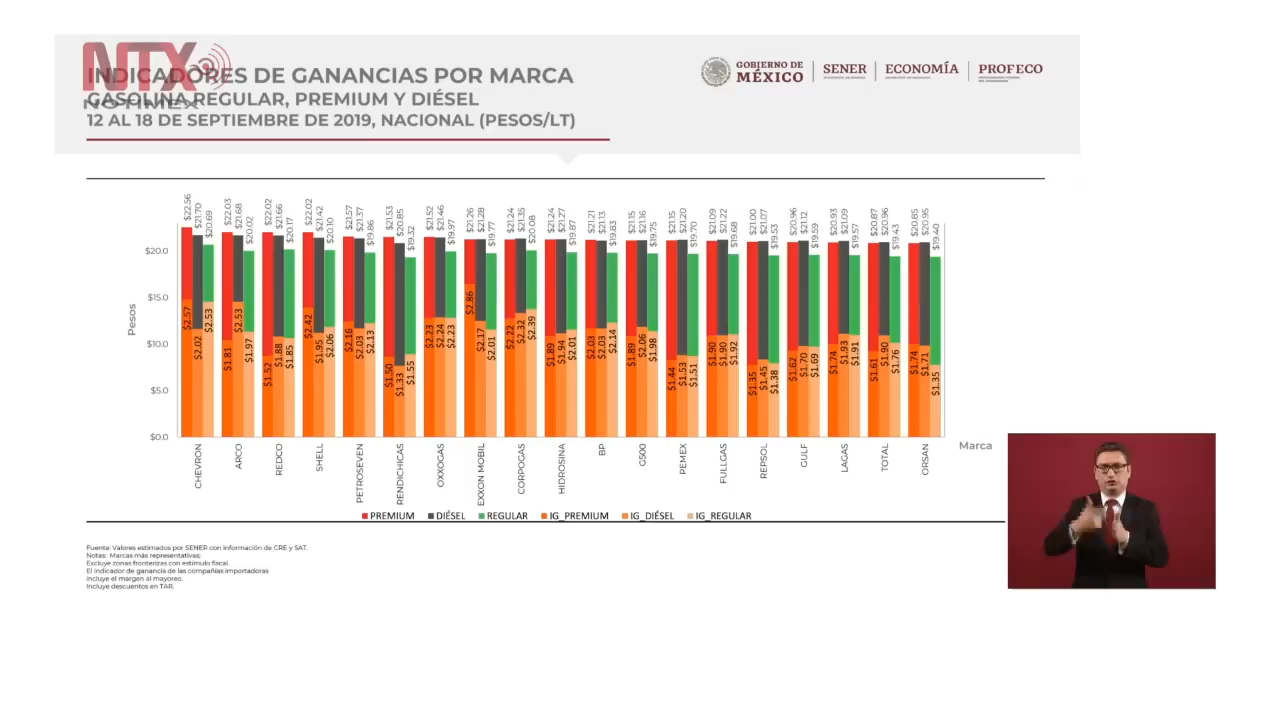 NTX
NOTIMEX
INDICADORES DE GANANCIAS POR MARCA
GASOLINA REGULAR, PREMIUM Y DIÉSEL
12 AL 18 DE SEPTIEMBRE DE 2019, NACIONAL (PESOS/LT)
GOBIERNO DE
MÉXICO
SENER
ECONOMÍA
PROFECO
$22.56 $21.70 $20.69
$22.03 $21.68 $20.02
$22.02 $21.66 $20.17
$22.02 $21.42 $20.10
$21.57 $21.37 $19.86
$21.53 $20.85 $19.32
$21.52 $21.46 $19.97
$21.26 $21.28 $19.77
$21.24 $21.35 $20.08
$21.24 $21.27 $19.87
$21.21 $21.13 $19.83
$21.15 $21.16 $19.75
$21.15 $21.20 $19.70
$21.09 $21.22 $19.68
$21.00 $21.07 $19.53
$20.96 $21.12 $19.59
$20.93 $21.09 $19.57
$20.87 $20.96 $19.43
$20.85 $20.95 $19.40
Pesos
$20.0
$15.0
$10.0
$5.0
$0.0
$2.57 $2.02 $2.53
$1.81 $2.53 $1.97
$1.52 $1.88 $1.85
$2.42 $1.95 $2.06
$2.16 $2.03 $2.13
$1.50 $1.33 $1.55
$2.23 $2.24 $2.23
$2.86 $2.17 $2.01
$2.22 $2.32 $2.39
$1.89 $1.94 $2.01
$2.03 $2.03 $2.14
$1.89 $2.06 $1.98
$1.44 $1.53 $1.51
$1.90 $1.90 $1.92
$1.35 $1.45 $1.38
$1.62 $1.70 $1.69
$1.74 $1.93 $1.91
$1.61 $1.90 $1.76
$1.74 $1.71 $1.35
CHEVRON
ARCO
REDCO
SHELL
PETROSEVEN
RENDICHICAS
OXXOGAS
EXXON MOBIL
CORPOGAS
HIDROSINA
BP
G500
PEMEX
FULLGAS
REPSOL
GULF
LAGAS
TOTAL
ORSAN
Marca
PREMIUM DIÉSEL REGULAR IG_PREMIUM IG_DIÉSEL IG_REGULAR
Fuente: Valores estimados por SENER con información de CRE y SAT.
Notas: Marcas más representativas;
Excluye zonas fronterizas con estímulo fiscal.
El indicador de ganancia de las compañías importadoras
incluye el margen al mayoreo.
Incluye descuentos en TAR.